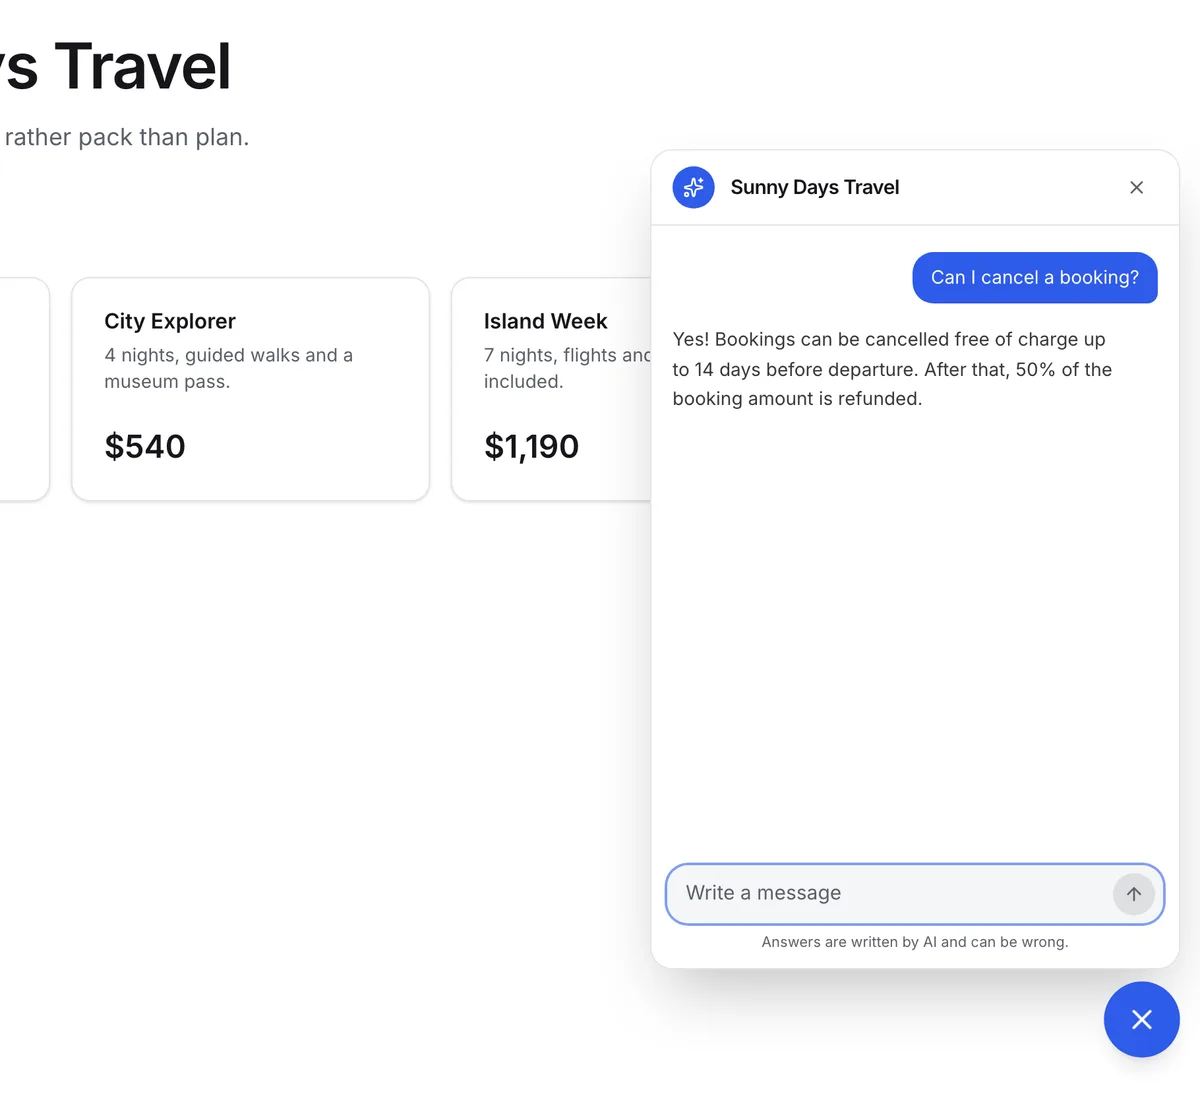 ys Travel
rather pack than plan.
City Explorer
4 nights, guided walks and a
museum pass.
$540
Island Week
7 nights, flights and
included.
$1,190
Sunny Days Travel
Can I cancel a booking?
Yes! Bookings can be cancelled free of charge up
to 14 days before departure. After that, 50% of the
booking amount is refunded.
Write a message
Answers are written by AI and can be wrong.